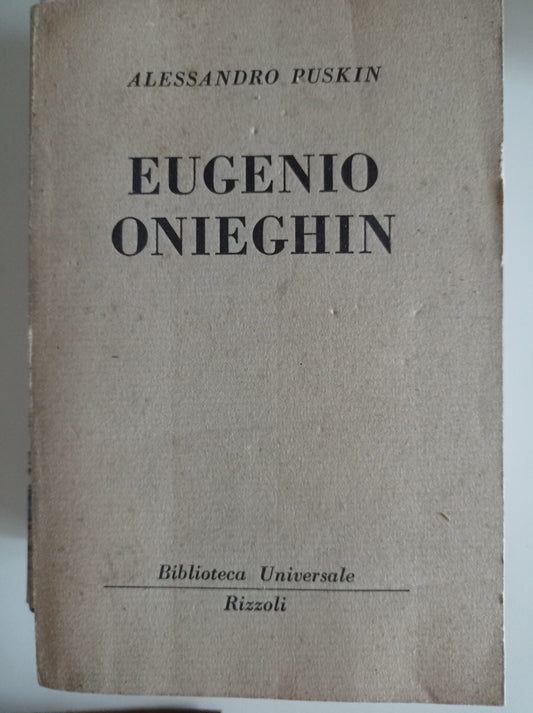 ALESSANDRO PUSKIN
EUGENIO
ONIEGHIN
Biblioteca Universale
Rizzoli